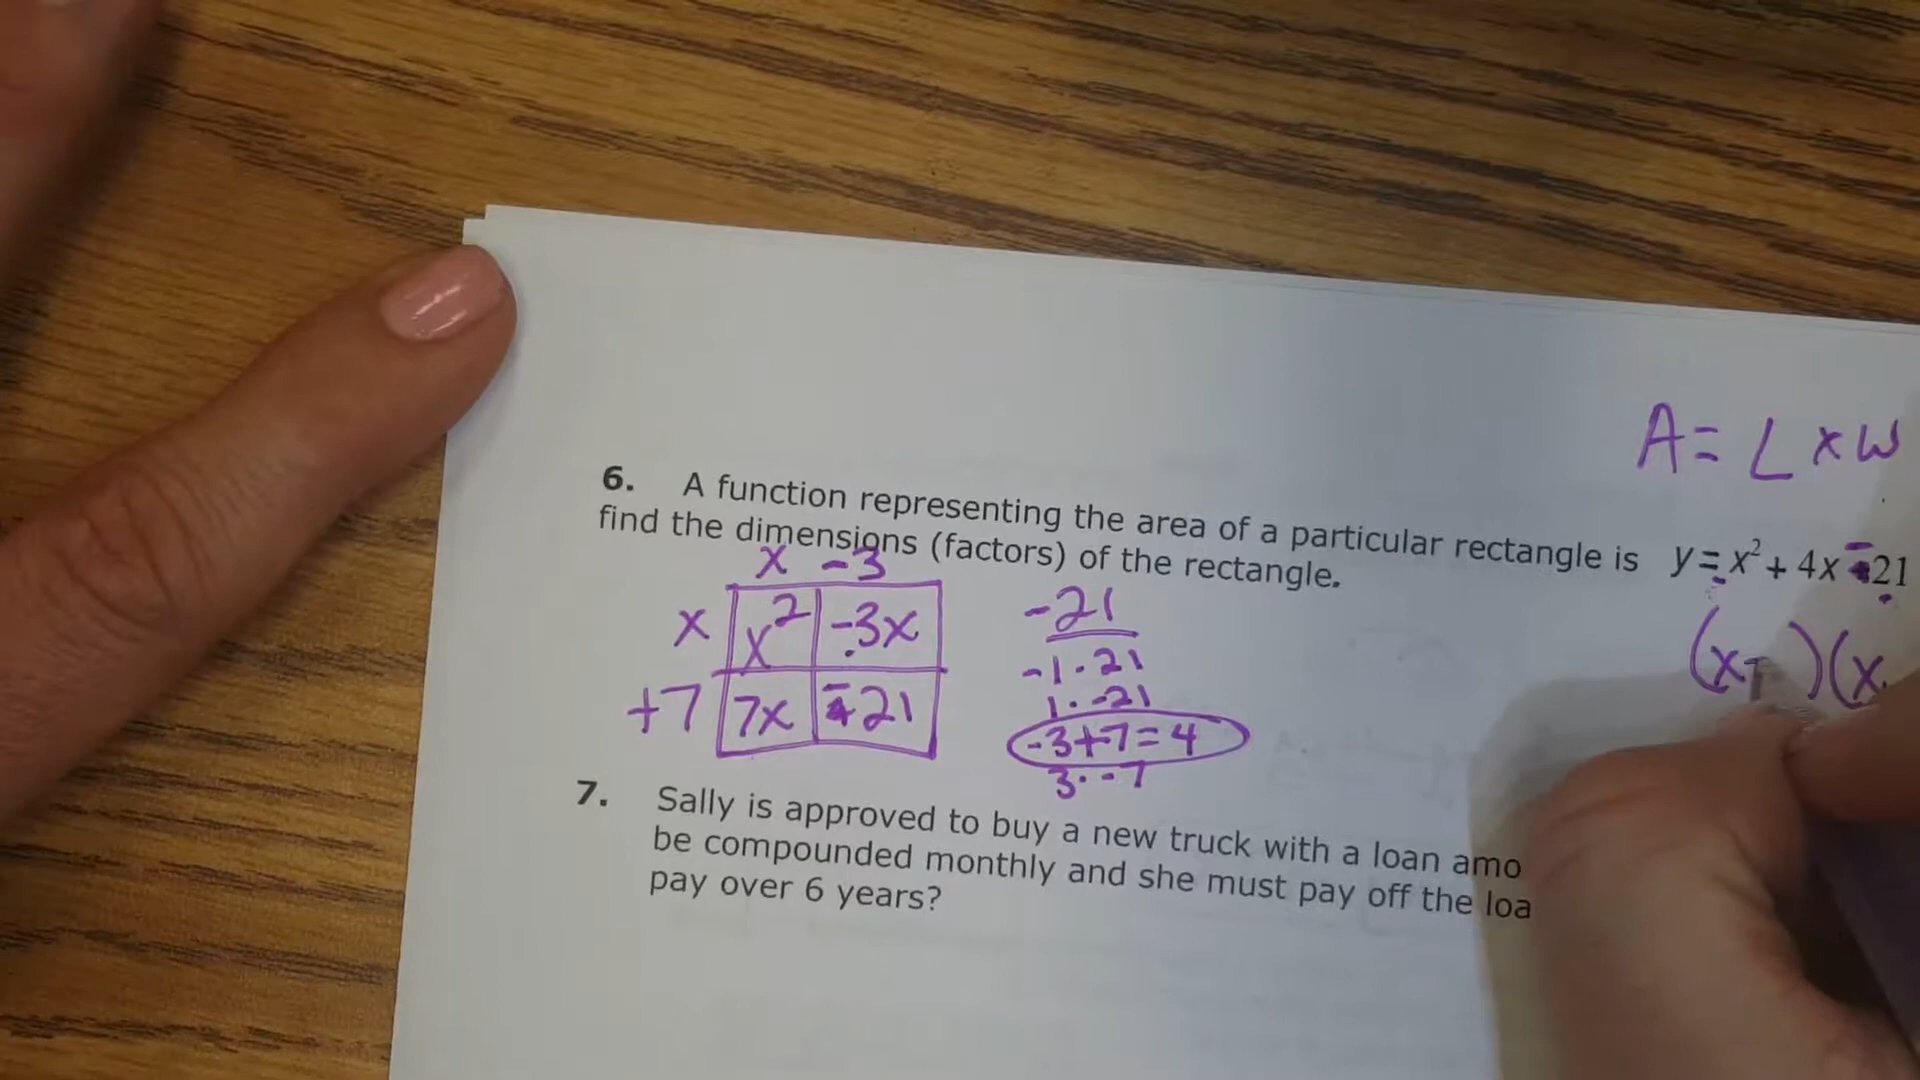 A = L x W
6. A function representing the area of a particular rectangle is y = x² + 4x - 21
find the dimensions (factors) of the rectangle.
x -3
x x² -3x
+7 7x -21
-21
-1 · 21
1 · -21
-3 + 7 = 4
3 · -7
(x )(x
7. Sally is approved to buy a new truck with a loan amo
be compounded monthly and she must pay off the loa
pay over 6 years?